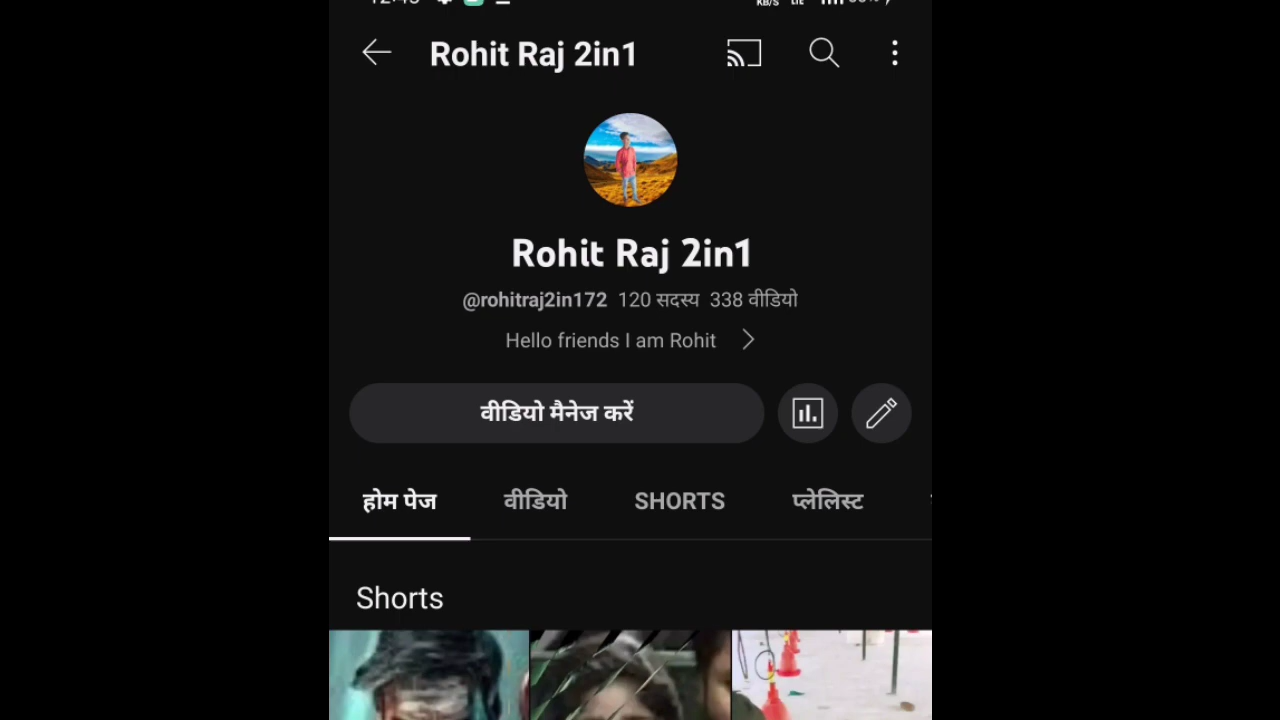 Rohit Raj 2in1
Rohit Raj 2in1
@rohitraj2in172 120 सदस्य 338 वीडियो
Hello friends I am Rohit
वीडियो मैनेज करें
होम पेज वीडियो SHORTS प्लेलिस्ट
Shorts